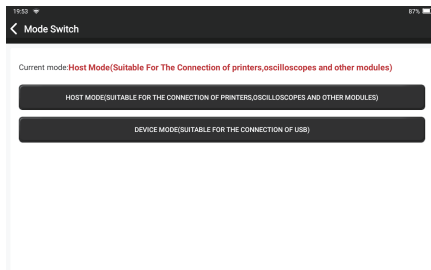 19:53 87%
Mode Switch
Current mode:Host Mode(Suitable For The Connection of printers,oscilloscopes and other modules)
HOST MODE(SUITABLE FOR THE CONNECTION OF PRINTERS,OSCILLOSCOPES AND OTHER MODULES)
DEVICE MODE(SUITABLE FOR THE CONNECTION OF USB)